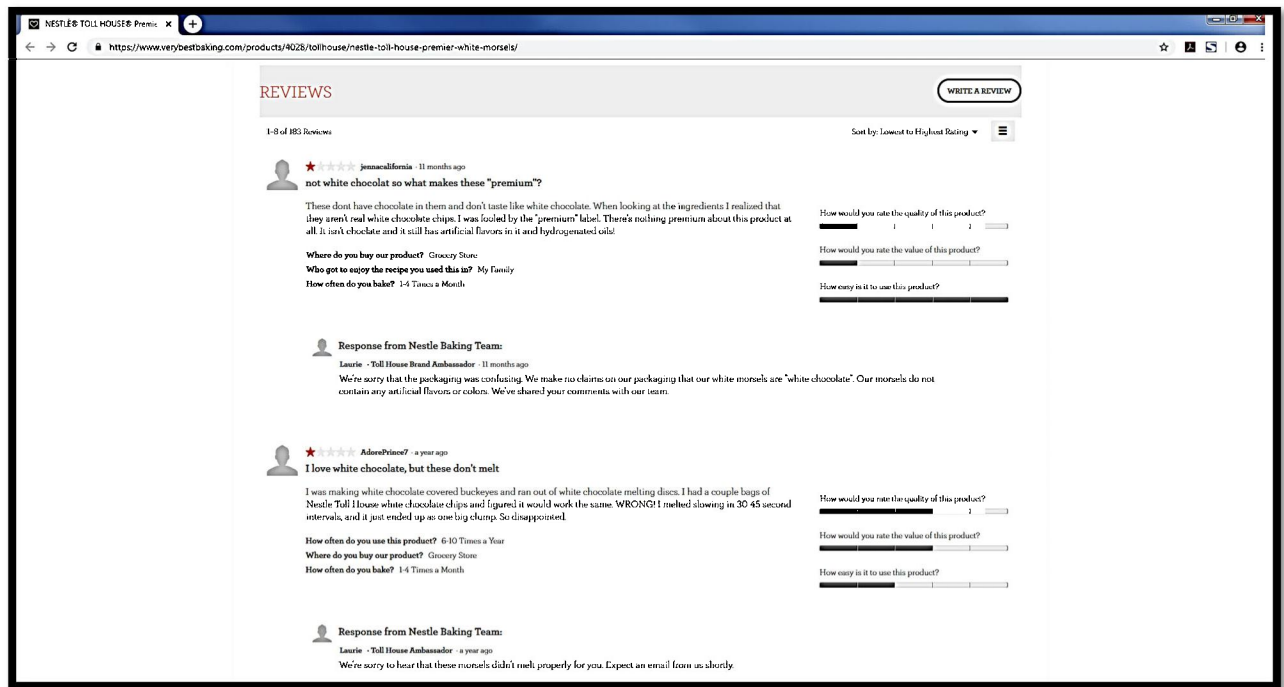 NESTLÉ® TOLL HOUSE® Premie
https://www.verybestbaking.com/products/4028/tollhouse/nestle-toll-house-premier-white-morsels/
REVIEWS
WRITE A REVIEW
1-8 of 183 Reviews
Sort by: Lowest to Highest Rating
jennacalifornia · 11 months ago
not white chocolat so what makes these "premium"?
These dont have chocolate in them and don't taste like white chocolate. When looking at the ingredients I realized that
they aren't real white chocolate chips. I was fooled by the "premium" label. There's nothing premium about this product at
all. It isn't choclate and it still has artificial flavors in it and hydrogenated oils!
Where do you buy our product? Grocery Store
Who got to enjoy the recipe you used this in? My Family
How often do you bake? 1-4 Times a Month
How would you rate the quality of this product?
How would you rate the value of this product?
How easy is it to use this product?
Response from Nestle Baking Team:
Laurie · Toll House Brand Ambassador · 11 months ago
We're sorry that the packaging was confusing. We make no claims on our packaging that our white morsels are "white chocolate". Our morsels do not
contain any artificial flavors or colors. We've shared your comments with our team.
AdorePrince7 · a year ago
I love white chocolate, but these don't melt
I was making white chocolate covered buckeyes and ran out of white chocolate melting discs. I had a couple bags of
Nestle Toll House white chocolate chips and figured it would work the same. WRONG! I melted slowing in 30 45 second
intervals, and it just ended up as one big clump. So disappointed.
How often do you use this product? 6-10 Times a Year
Where do you buy our product? Grocery Store
How often do you bake? 1-4 Times a Month
How would you rate the quality of this product?
How would you rate the value of this product?
How easy is it to use this product?
Response from Nestle Baking Team:
Laurie · Toll House Ambassador · a year ago
We're sorry to hear that these morsels didn't melt properly for you. Expect an email from us shortly.